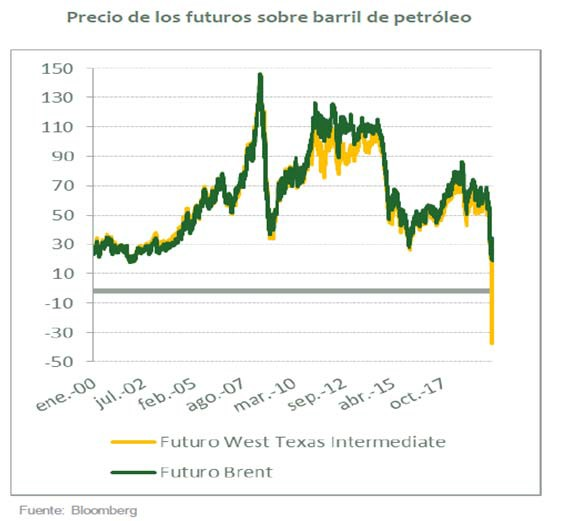 Precio de los futuros sobre barril de petróleo
150
130
110
90
70
50
30
10
-10
-30
-50
ene.-00
jul.-02
feb.-05
ago.-07
mar.-10
sep.-12
abr.-15
oct.-17
Futuro West Texas Intermediate
Futuro Brent
Fuente: Bloomberg